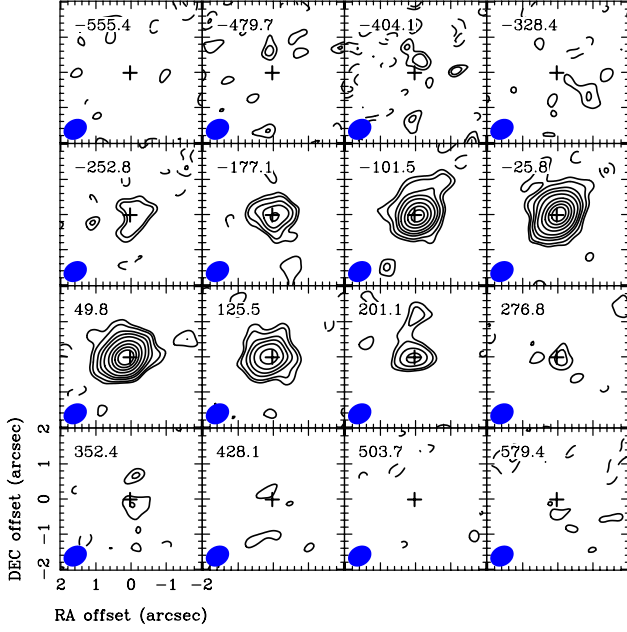 −555.4 −479.7 −404.1 −328.4
−252.8 −177.1 −101.5 −25.8
49.8 125.5 201.1 276.8
352.4 428.1 503.7 579.4
DEC offset (arcsec)
2
1
0
−1
−2
2 1 0 −1 −2
RA offset (arcsec)